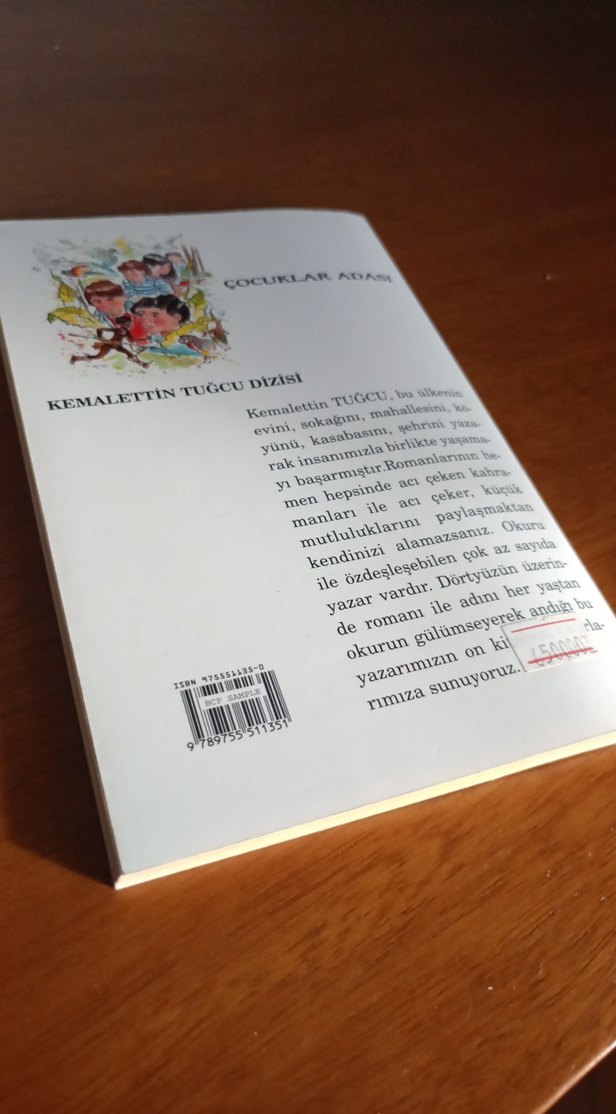 ÇOCUKLAR ADASI
KEMALETTİN TUĞCU DİZİSİ
Kemalettin TUĞCU, bu ülkenin
evini, sokağını, mahallesini, kö-
yünü, kasabasını, şehrini yaza-
rak insanımızla birlikte yaşama-
yı başarmıştır.Romanlarının he-
men hepsinde acı çeken kahra-
manları ile acı çeker, küçük
mutluluklarını paylaşmaktan
kendinizi alamazsanız. Okuru
ile özdeşleşebilen çok az sayıda
yazar vardır. Dörtyüzün üzerin-
de romanı ile adını her yaştan
okurun gülümseyerek andığı bu
yazarımızın on ki
rımıza sunuyoruz.
650000
ISBN 975551135-0
BCP SAMPLE
9 789755 511351